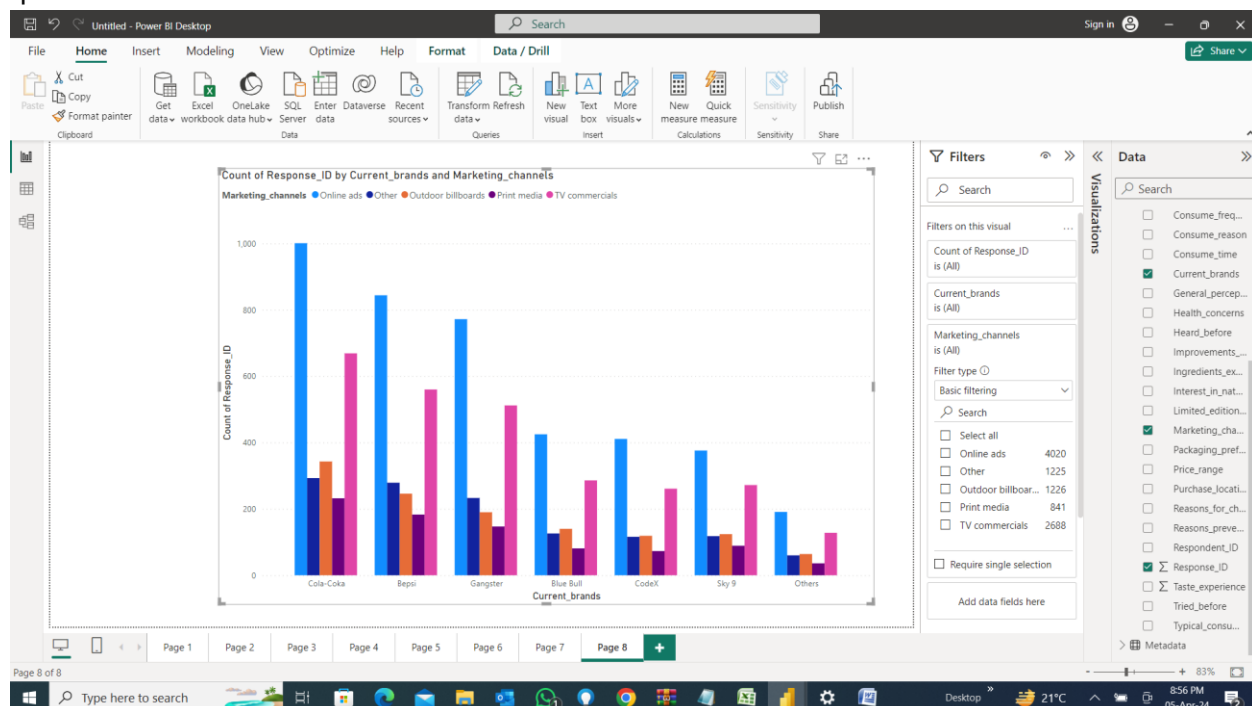 Untitled - Power BI Desktop
Search
Sign in
File Home Insert Modeling View Optimize Help Format Data / Drill
Share
Paste
Cut
Copy
Format painter
Clipboard
Get data
Excel workbook
OneLake data hub
SQL Server
Enter data
Dataverse
Recent sources
Data
Transform data
Refresh
Queries
New visual
Text box
More visuals
Insert
New measure
Quick measure
Calculations
Sensitivity
Sensitivity
Publish
Share
Count of Response_ID by Current_brands and Marketing_channels
Marketing_channels Online ads Other Outdoor billboards Print media TV commercials
Count of Response_ID
1,000
800
600
400
200
0
Cola-Coka Bepsi Gangster Blue Bull CodeX Sky 9 Others
Current_brands
Filters
Search
Filters on this visual ...
Count of Response_ID
is (All)
Current_brands
is (All)
Marketing_channels
is (All)
Filter type
Basic filtering
Search
Select all
Online ads 4020
Other 1225
Outdoor billboar... 1226
Print media 841
TV commercials 2688
Require single selection
Add data fields here
Visualizations
Data
Search
Consume_freq...
Consume_reason
Consume_time
Current_brands
General_percep...
Health_concerns
Heard_before
Improvements_...
Ingredients_ex...
Interest_in_nat...
Limited_edition...
Marketing_cha...
Packaging_pref...
Price_range
Purchase_locati...
Reasons_for_ch...
Reasons_preve...
Respondent_ID
Σ Response_ID
Σ Taste_experience
Tried_before
Typical_consu...
Metadata
Page 1 Page 2 Page 3 Page 4 Page 5 Page 6 Page 7 Page 8
Page 8 of 8
- + 83%
Type here to search
Desktop
21°C
8:56 PM
05-Apr-24